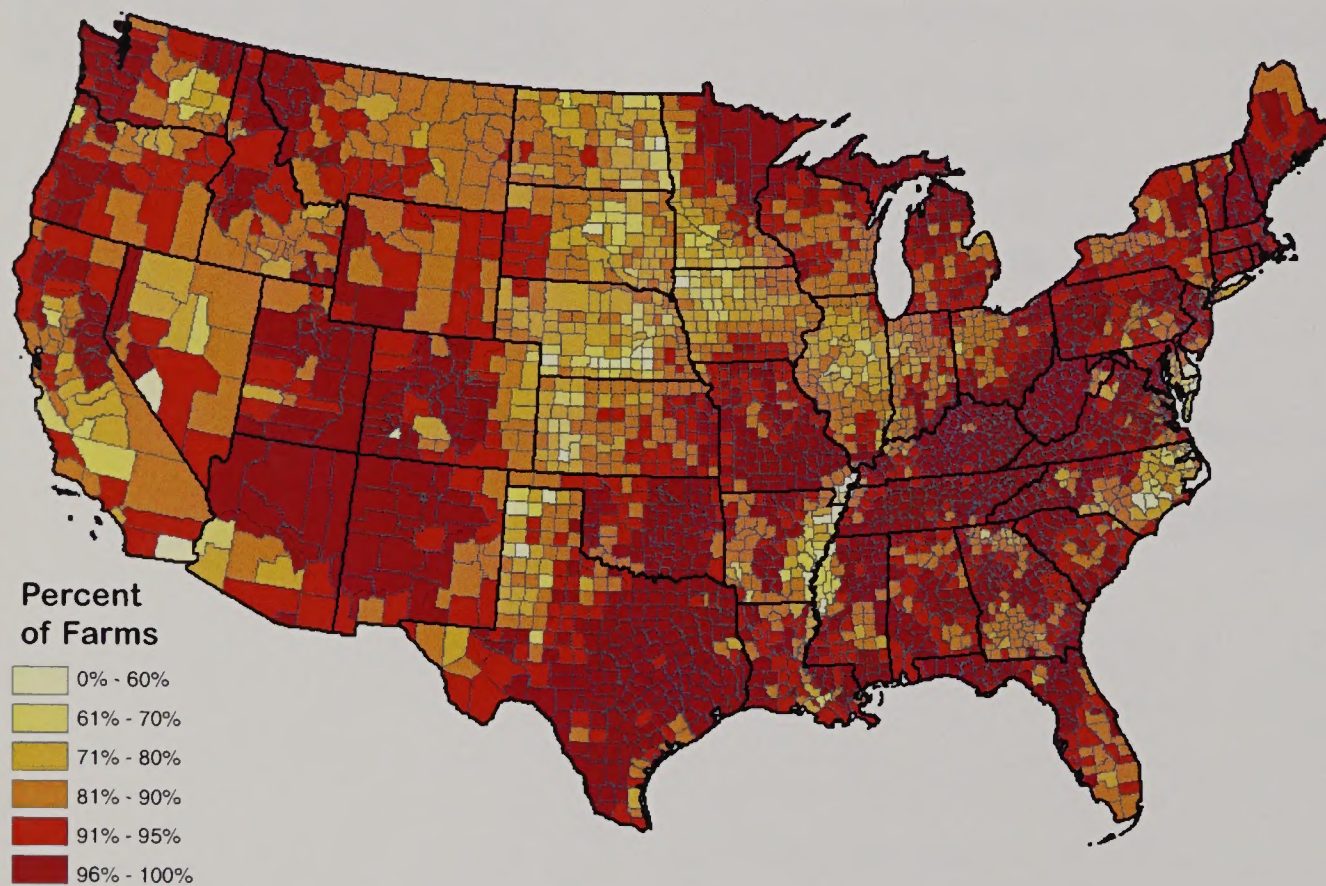 Percent
of Farms
0% - 60%
61% - 70%
71% - 80%
81% - 90%
91% - 95%
96% - 100%